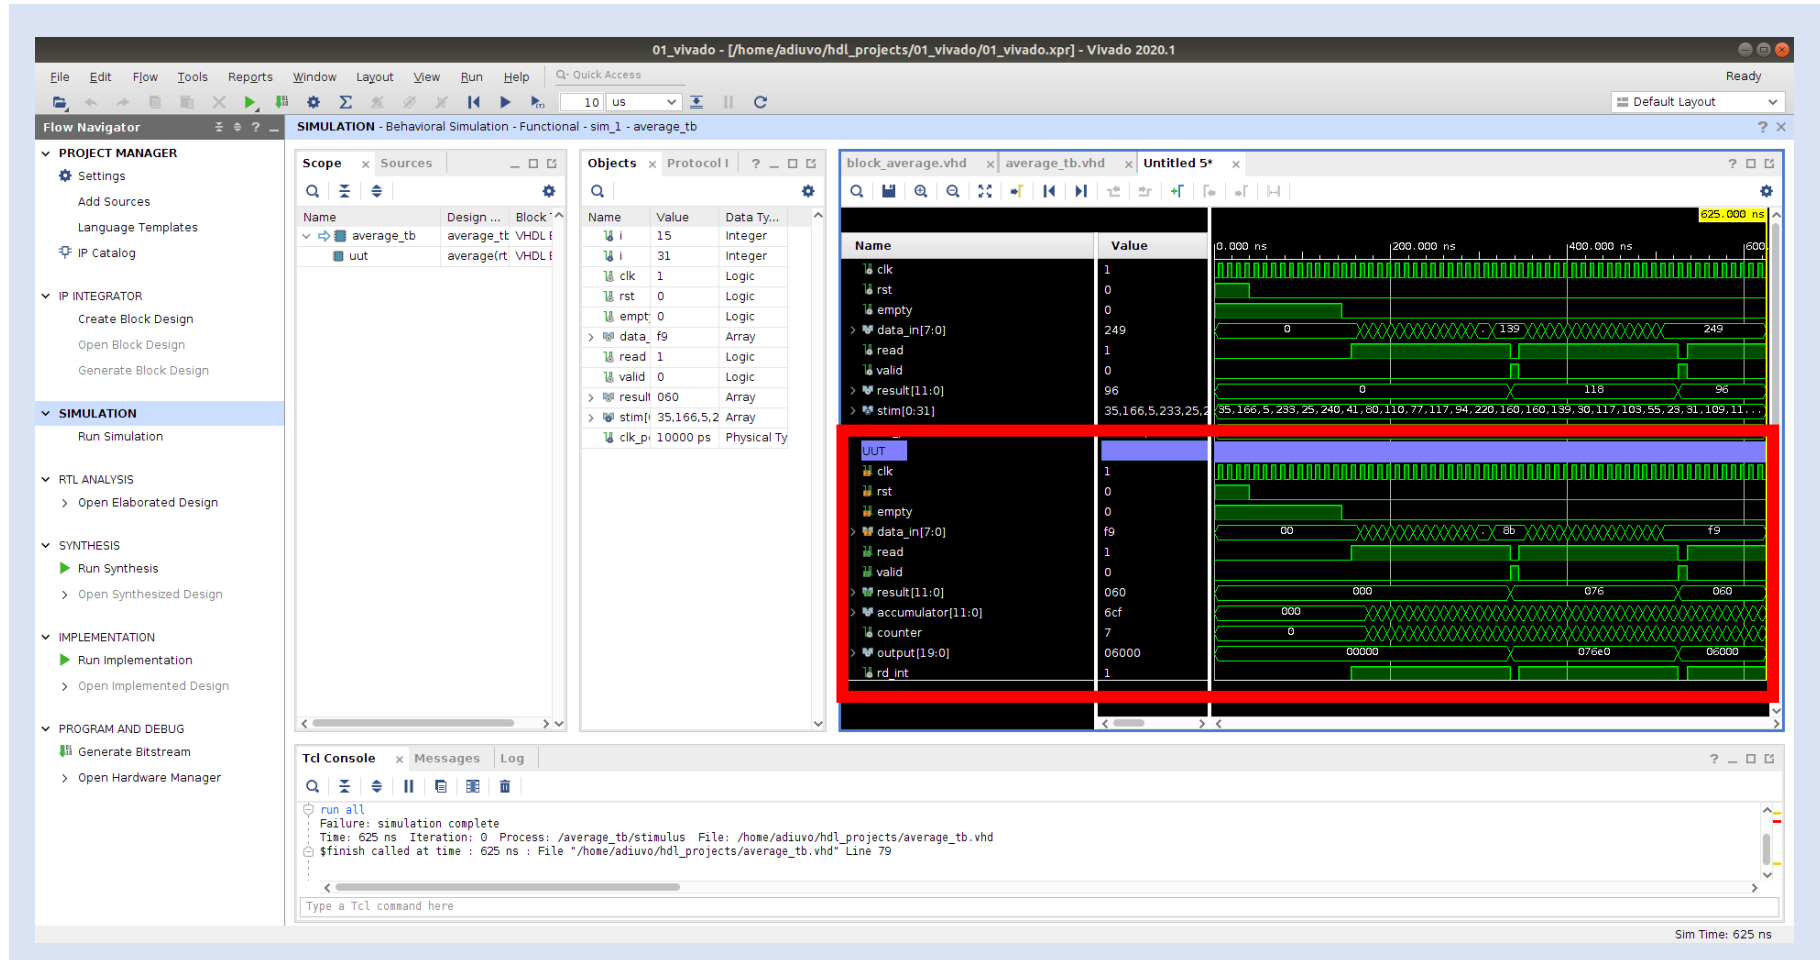 01_vivado - [/home/adiuvo/hdl_projects/01_vivado/01_vivado.xpr] - Vivado 2020.1
File Edit Flow Tools Reports Window Layout View Run Help Quick Access Ready
10 us Default Layout
Flow Navigator
SIMULATION - Behavioral Simulation - Functional - sim_1 - average_tb
PROJECT MANAGER
Settings
Add Sources
Language Templates
IP Catalog
IP INTEGRATOR
Create Block Design
Open Block Design
Generate Block Design
SIMULATION
Run Simulation
RTL ANALYSIS
Open Elaborated Design
SYNTHESIS
Run Synthesis
Open Synthesized Design
IMPLEMENTATION
Run Implementation
Open Implemented Design
PROGRAM AND DEBUG
Generate Bitstream
Open Hardware Manager
Scope Sources
Name Design ... Block
average_tb average_tb VHDL E
uut average(rt VHDL E
Objects Protocol I
Name Value Data Ty...
i 15 Integer
i 31 Integer
clk 1 Logic
rst 0 Logic
empt 0 Logic
data_ f9 Array
read 1 Logic
valid 0 Logic
result 060 Array
stim[ 35,166,5,2 Array
clk_p 10000 ps Physical Ty
block_average.vhd average_tb.vhd Untitled 5*
625.000 ns
Name Value 0.000 ns 200.000 ns 400.000 ns 600.
clk 1
rst 0
empty 0
data_in[7:0] 249 0 139 249
read 1
valid 0
result[11:0] 96 0 118 96
stim[0:31] 35,166,5,233,25,2 35,166,5,233,25,240,41,80,110,77,117,94,220,160,160,139,30,117,103,55,23,31,109,11...
UUT
clk 1
rst 0
empty 0
data_in[7:0] f9 00 8b f9
read 1
valid 0
result[11:0] 060 000 076 060
accumulator[11:0] 6cf 000
counter 7 0
output[19:0] 06000 00000 076e0 06000
rd_int 1
Tcl Console Messages Log
run all
Failure: simulation complete
Time: 625 ns Iteration: 0 Process: /average_tb/stimulus File: /home/adiuvo/hdl_projects/average_tb.vhd
$finish called at time : 625 ns : File "/home/adiuvo/hdl_projects/average_tb.vhd" Line 79
Type a Tcl command here
Sim Time: 625 ns